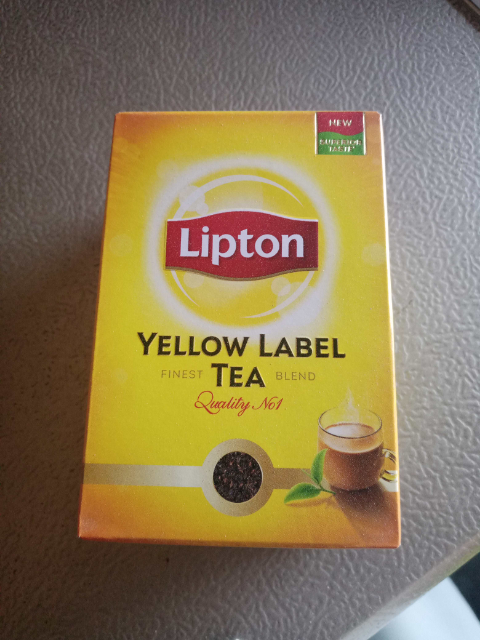 NEW
SUPERIOR
TASTE*
Lipton
YELLOW LABEL
FINEST TEA BLEND
Quality No1